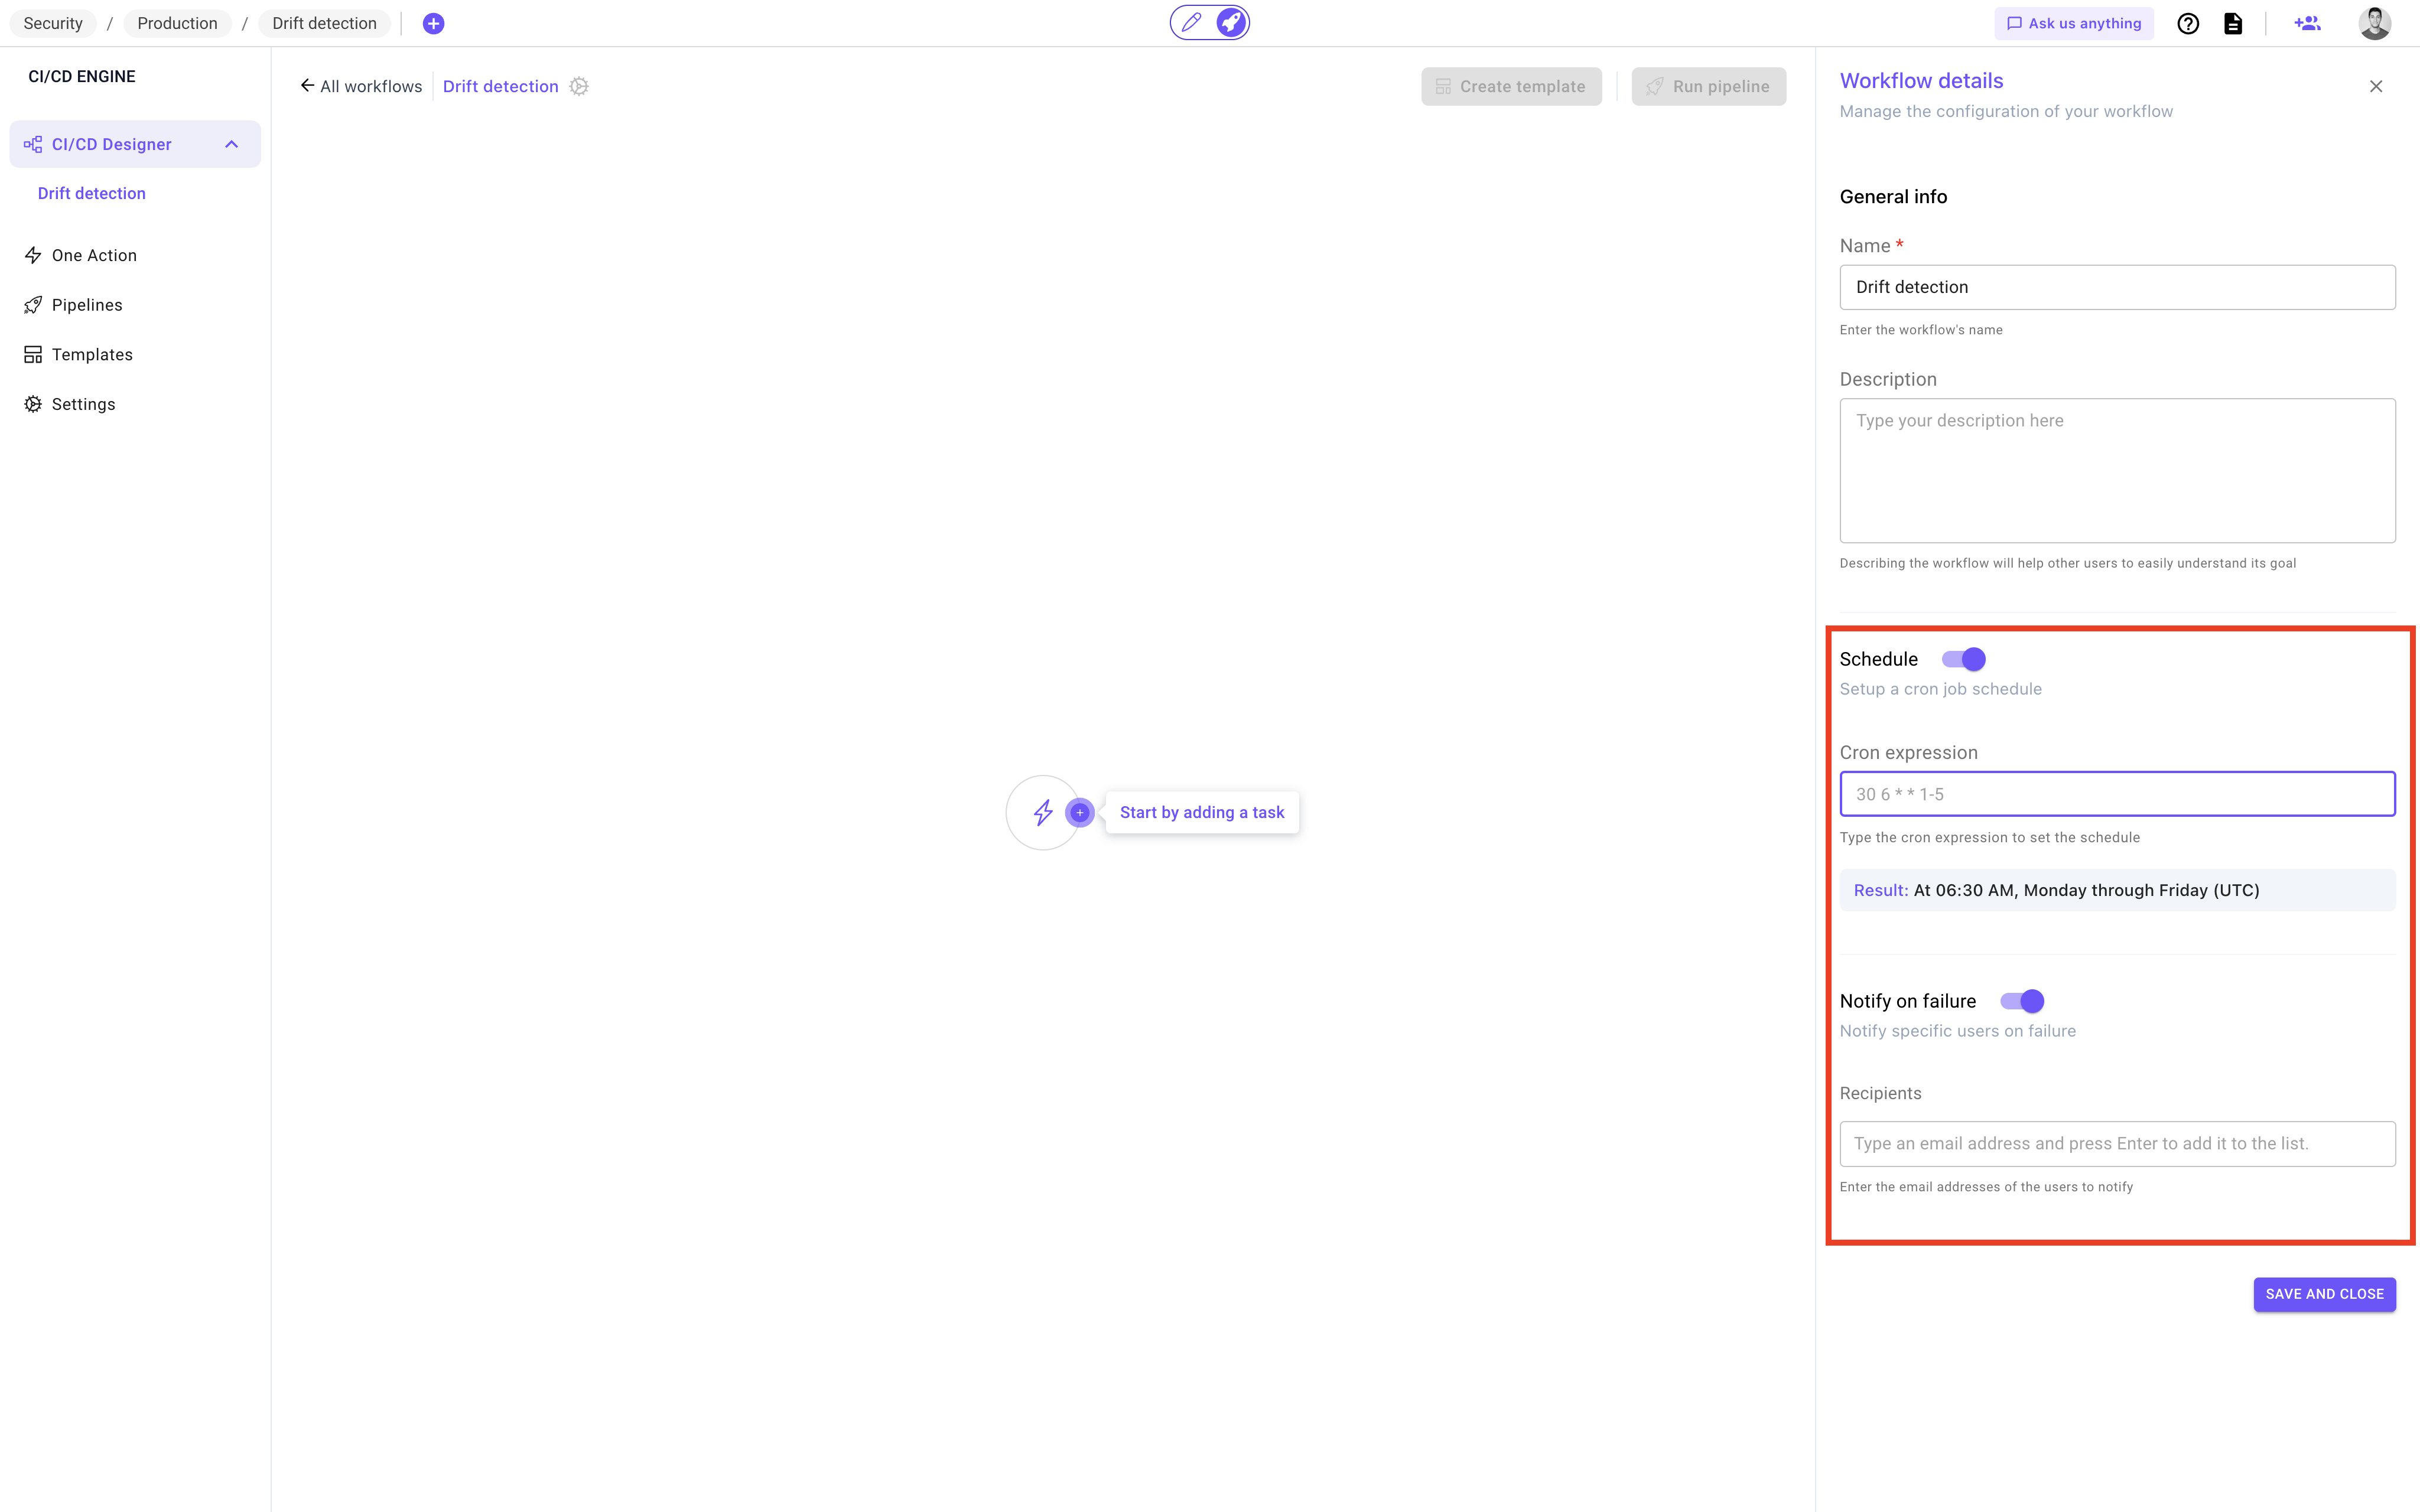 Security / Production / Drift detection
Ask us anything
CI/CD ENGINE
CI/CD Designer
Drift detection
One Action
Pipelines
Templates
Settings
All workflows
Drift detection
Create template
Run pipeline
Start by adding a task
Workflow details
Manage the configuration of your workflow
General info
Name *
Drift detection
Enter the workflow's name
Description
Type your description here
Describing the workflow will help other users to easily understand its goal
Schedule
Setup a cron job schedule
Cron expression
30 6 * * 1-5
Type the cron expression to set the schedule
Result: At 06:30 AM, Monday through Friday (UTC)
Notify on failure
Notify specific users on failure
Recipients
Type an email address and press Enter to add it to the list.
Enter the email addresses of the users to notify
SAVE AND CLOSE